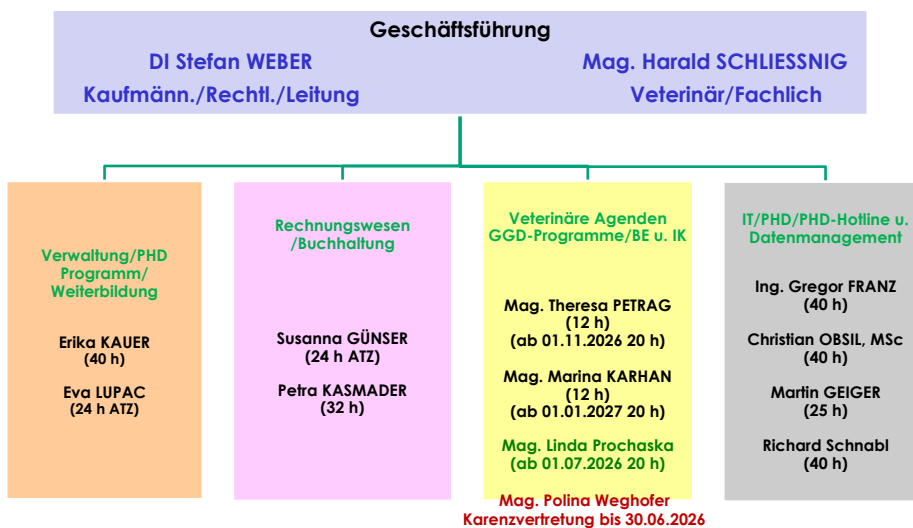 Geschäftsführung
DI Stefan WEBER
Kaufmänn./Rechtl./Leitung
Mag. Harald SCHLIESSNIG
Veterinär/Fachlich
Verwaltung/PHD
Programm/
Weiterbildung
Erika KAUER
(40 h)
Eva LUPAC
(24 h ATZ)
Rechnungswesen
/Buchhaltung
Susanna GÜNSER
(24 h ATZ)
Petra KASMADER
(32 h)
Veterinäre Agenden
GGD-Programme/BE u. IK
Mag. Theresa PETRAG
(12 h)
(ab 01.11.2026 20 h)
Mag. Marina KARHAN
(12 h)
(ab 01.01.2027 20 h)
Mag. Linda Prochaska
(ab 01.07.2026 20 h)
Mag. Polina Weghofer
Karenzvertretung bis 30.06.2026
IT/PHD/PHD-Hotline u.
Datenmanagement
Ing. Gregor FRANZ
(40 h)
Christian OBSIL, MSc
(40 h)
Martin GEIGER
(25 h)
Richard Schnabl
(40 h)